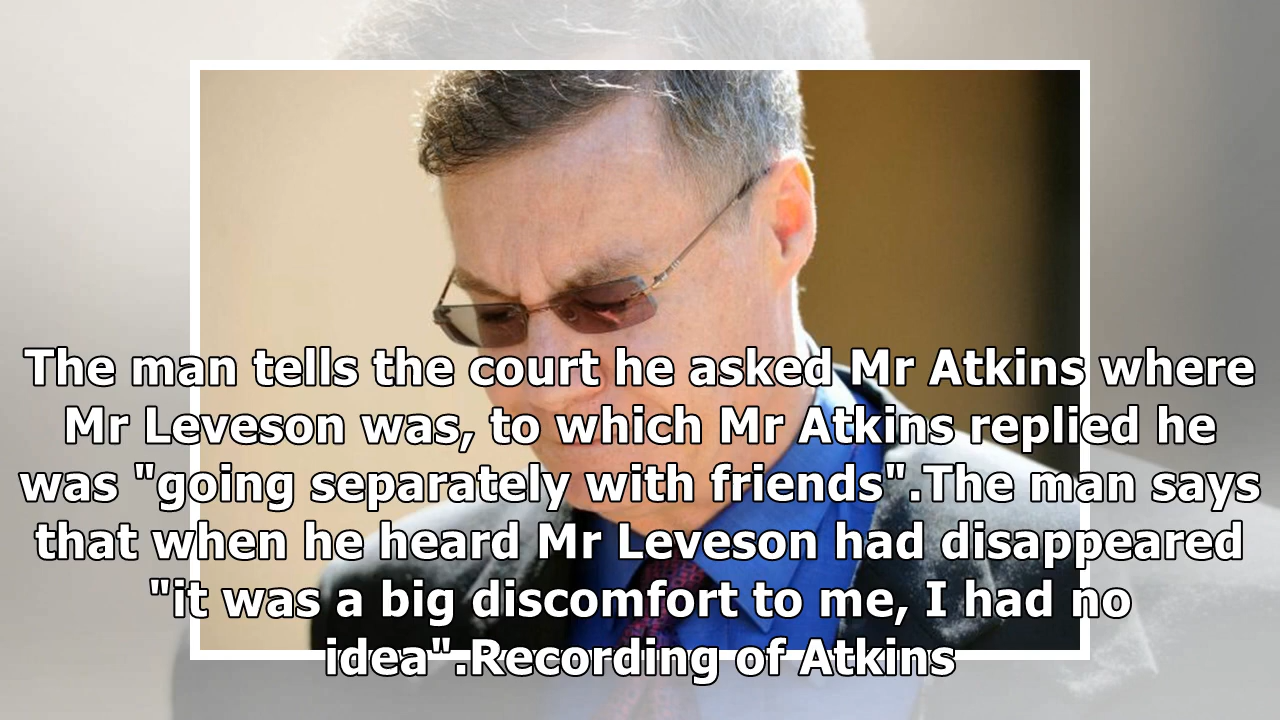 The man tells the court he asked Mr Atkins where
Mr Leveson was, to which Mr Atkins replied he
was "going separately with friends".The man says
that when he heard Mr Leveson had disappeared
"it was a big discomfort to me, I had no
idea".Recording of Atkins